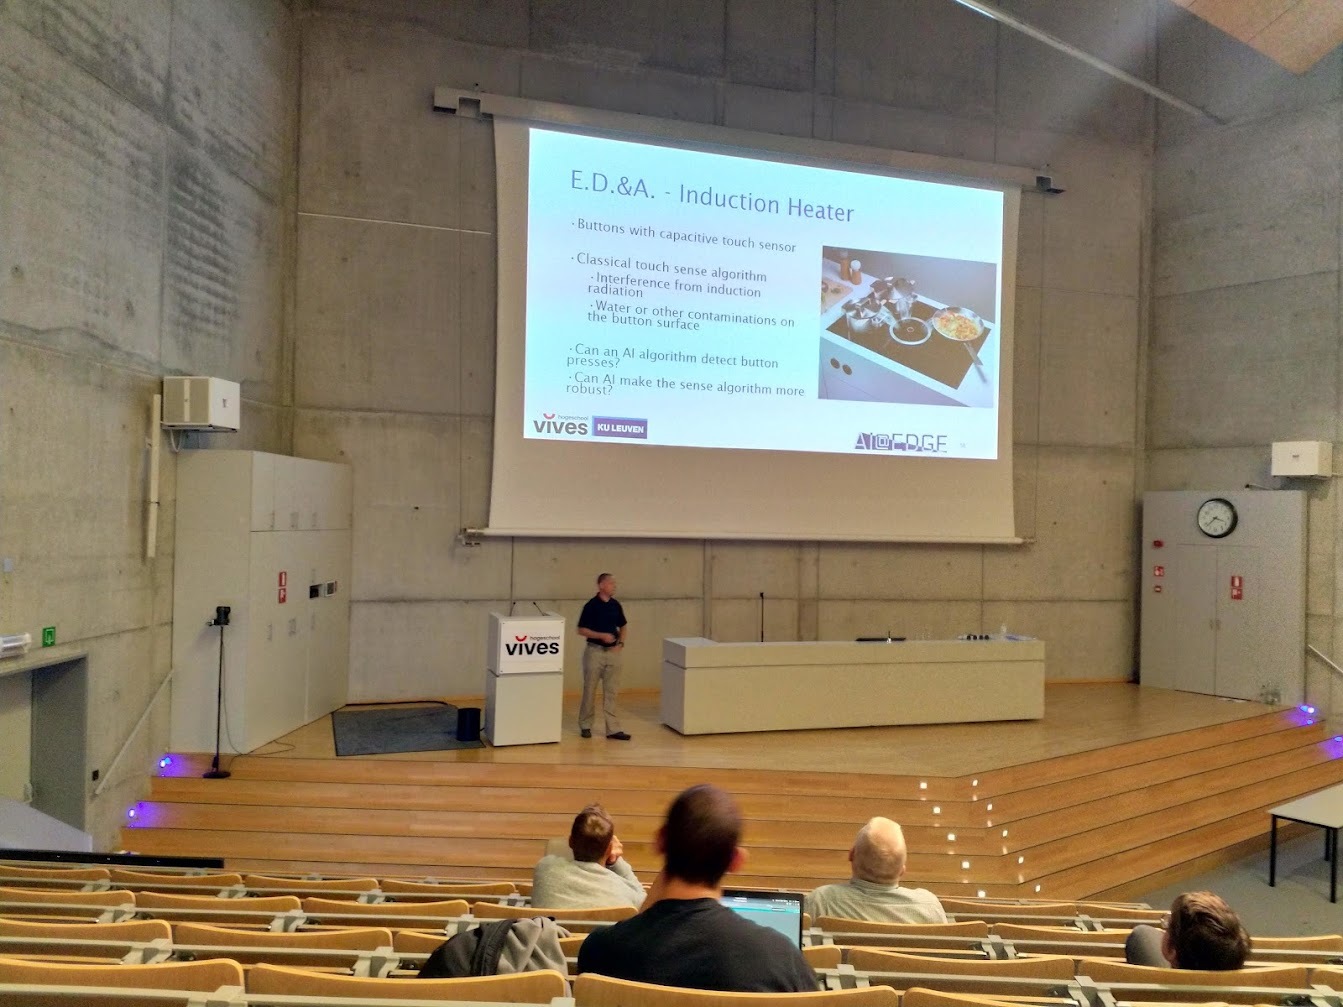 E.D.&A. - Induction Heater
·Buttons with capacitive touch sensor
·Classical touch sense algorithm
·Interference from induction
radiation
·Water or other contaminations on
the button surface
·Can an AI algorithm detect button
presses?
·Can AI make the sense algorithm more
robust?
hogeschool
vives
KU LEUVEN
AI@EDGE
hogeschool
vives